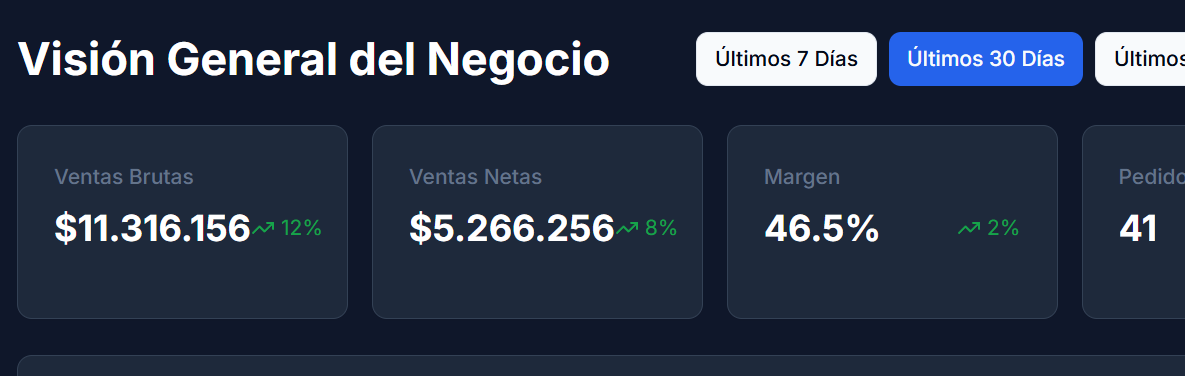 Visión General del Negocio
Últimos 7 Días
Últimos 30 Días
Últimos
Ventas Brutas
$11.316.156 12%
Ventas Netas
$5.266.256 8%
Margen
46.5% 2%
Pedido
41